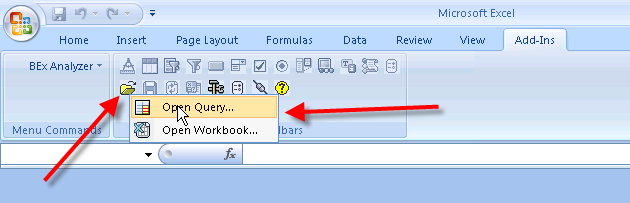 Microsoft Excel
Home Insert Page Layout Formulas Data Review View Add-Ins
BEx Analyzer
Open Query...
Open Workbook...
Menu Commands lbars
fx